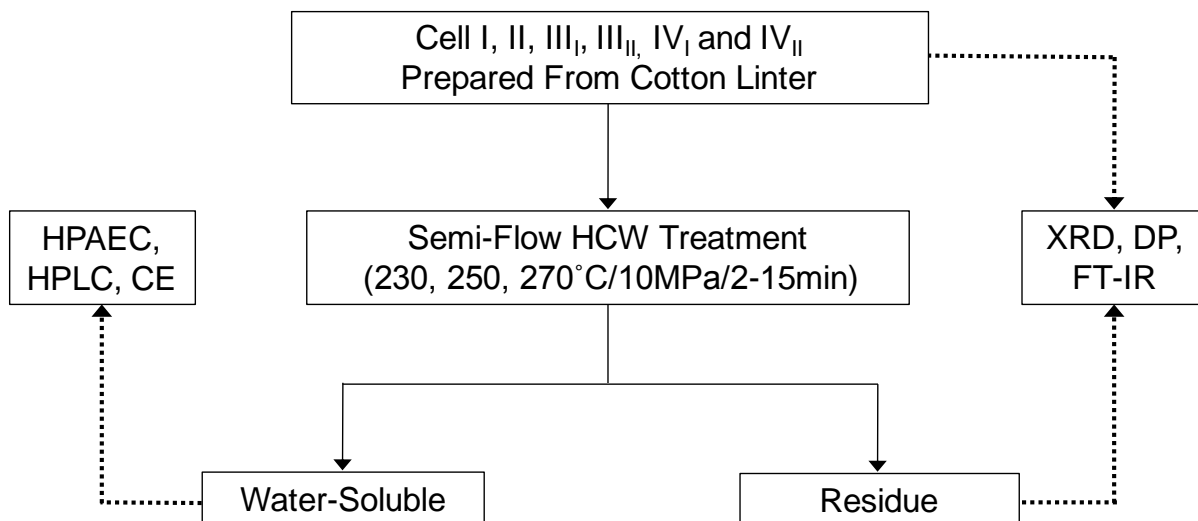 Cell I, II, III_I, III_II, IV_I and IV_II
Prepared From Cotton Linter
HPAEC,
HPLC, CE
Semi-Flow HCW Treatment
(230, 250, 270˚C/10MPa/2-15min)
XRD, DP,
FT-IR
Water-Soluble
Residue